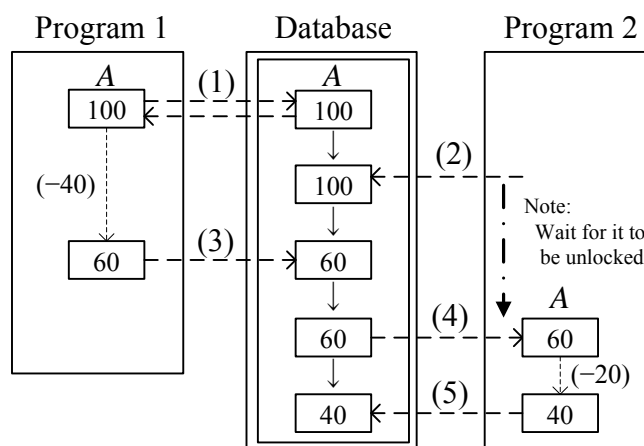 Program 1
Database
Program 2
A
(1)
A
100
100
(2)
100
(−40)
Note:
Wait for it to
be unlocked
60
(3)
60
A
60
(4)
60
(−20)
40
(5)
40